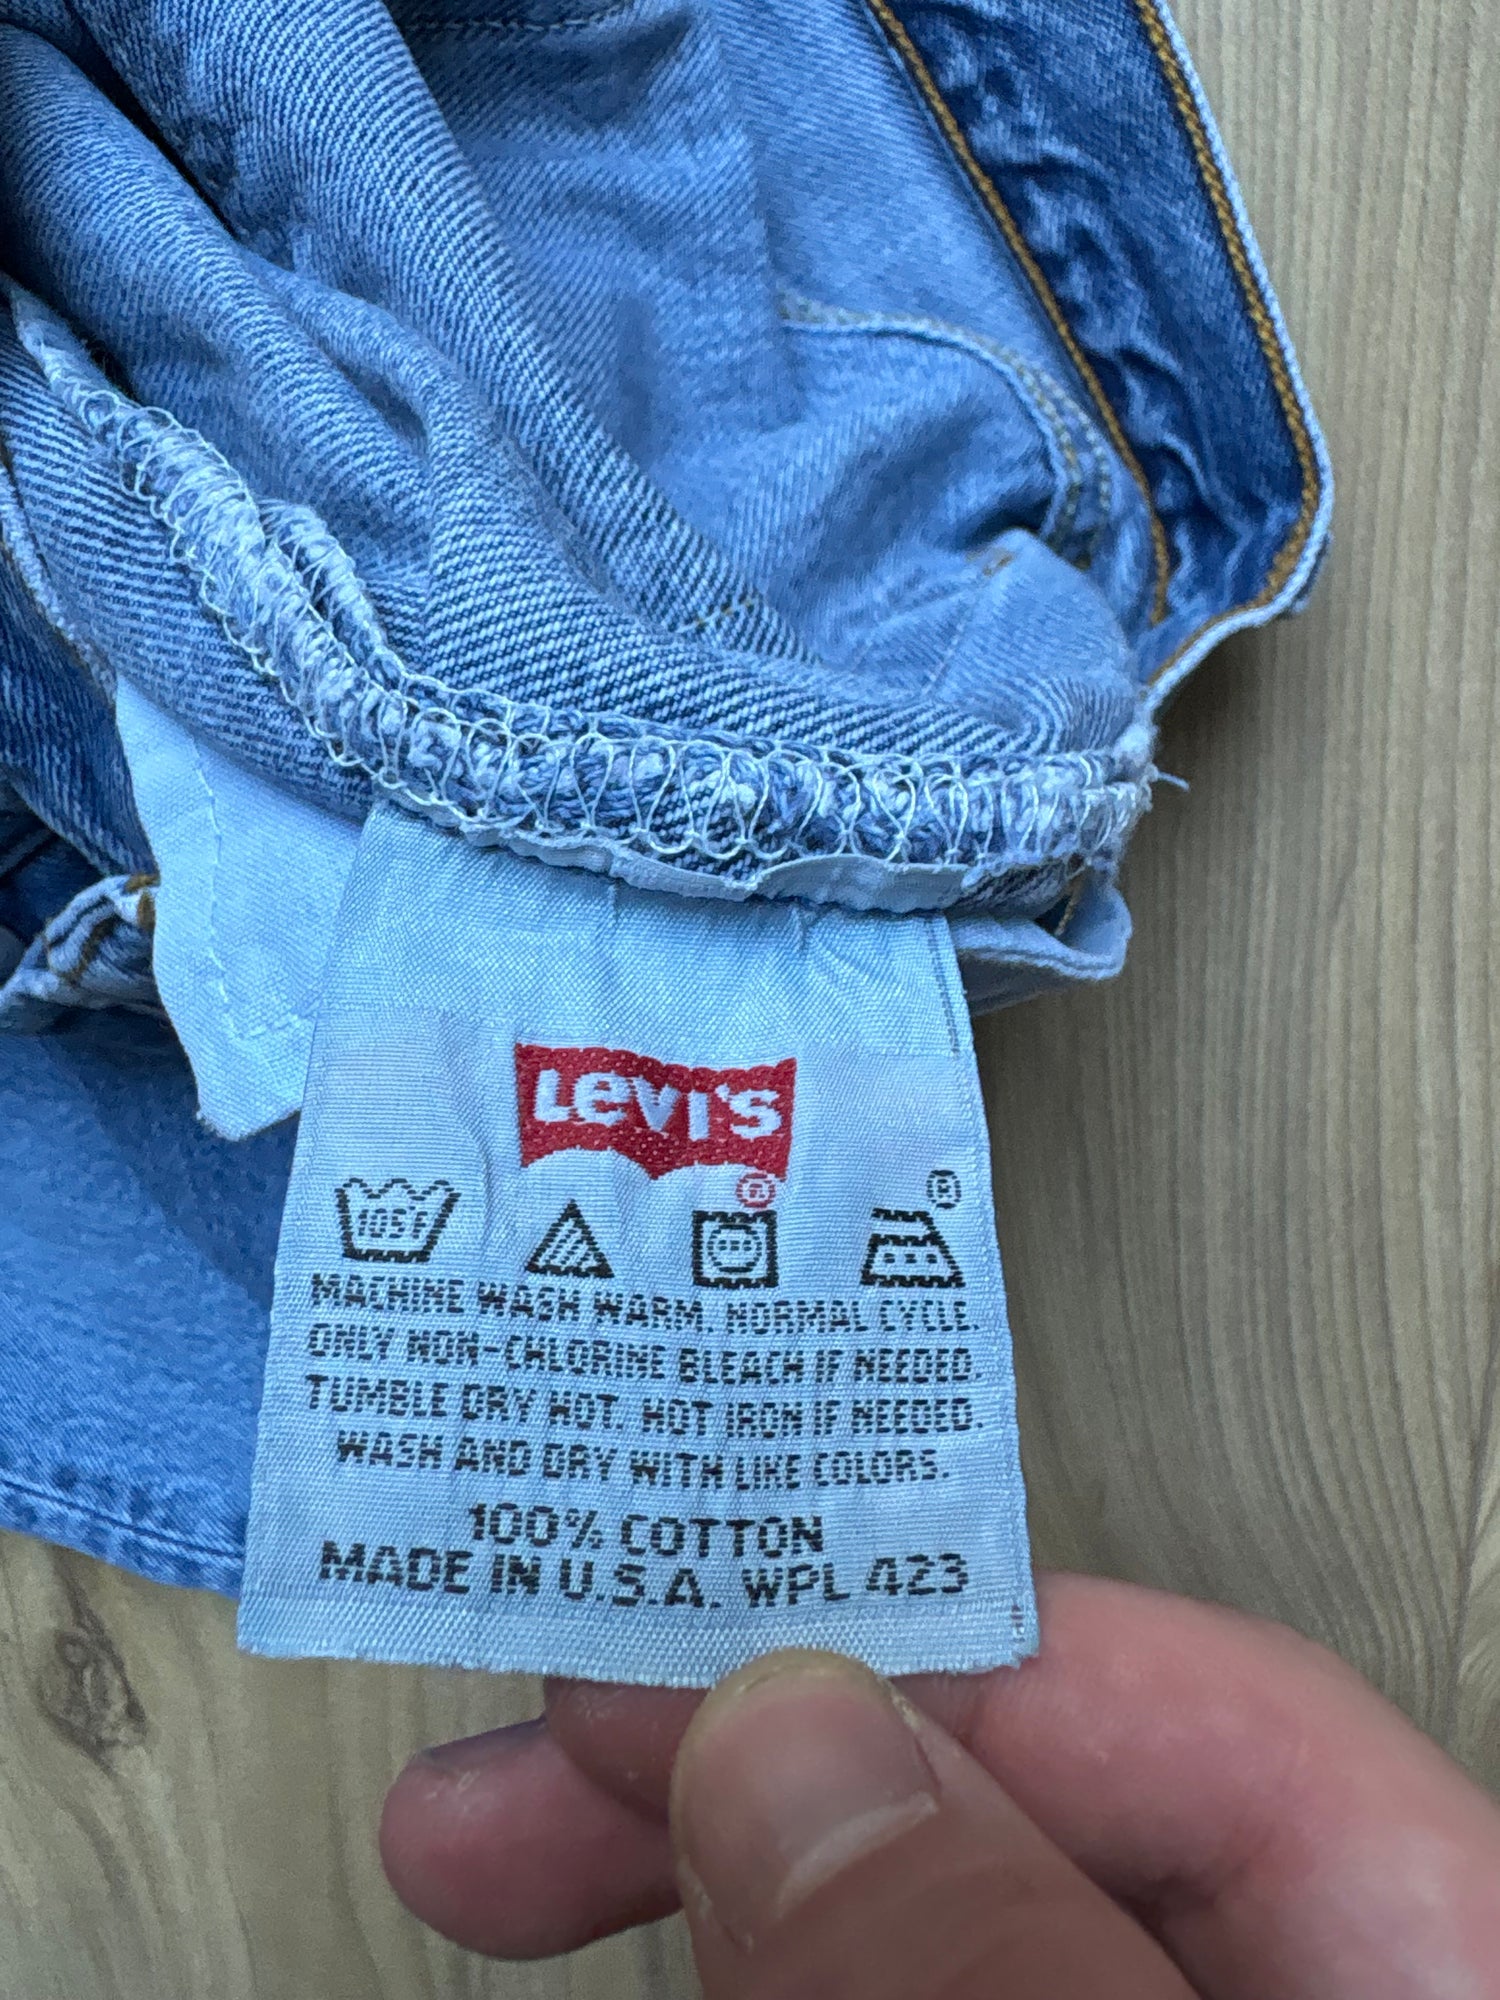 Levi's
®
®
105°F
MACHINE WASH WARM. NORMAL CYCLE.
ONLY NON-CHLORINE BLEACH IF NEEDED.
TUMBLE DRY HOT. HOT IRON IF NEEDED.
WASH AND DRY WITH LIKE COLORS.
100% COTTON
MADE IN U.S.A. WPL 423